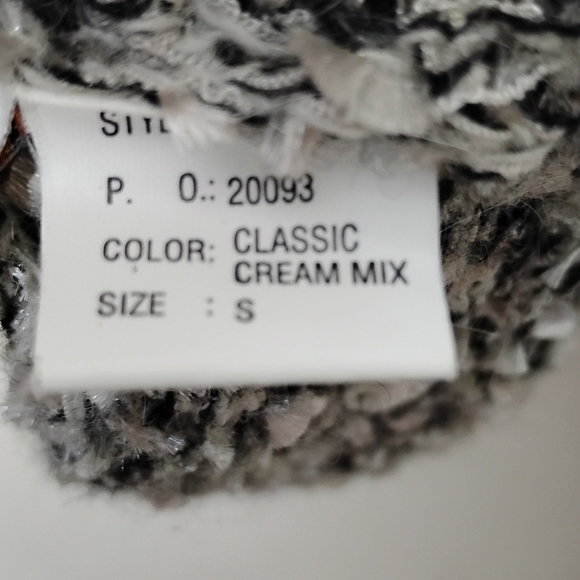 P. O.: 20093
COLOR: CLASSIC
CREAM MIX
SIZE : S